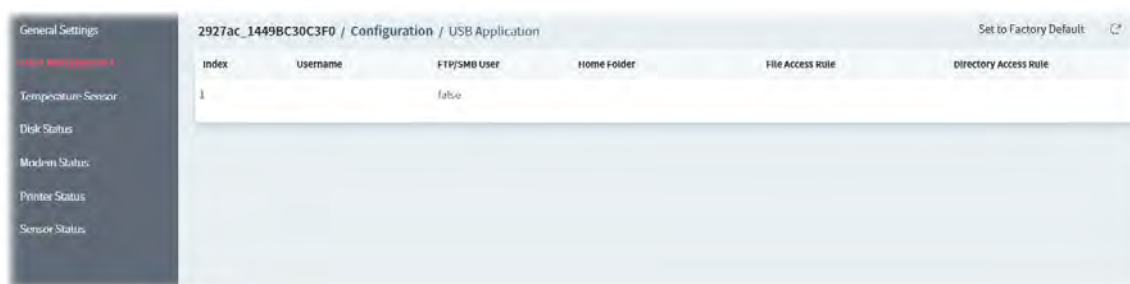 General Settings
2927ac_1449BC30C3F0 / Configuration / USB Application
Set to Factory Default
Index Username FTP/SMB User Home Folder File Access Rule Directory Access Rule
Temperature Sensor
1 false
Disk Status
Modem Status
Printer Status
Sensor Status